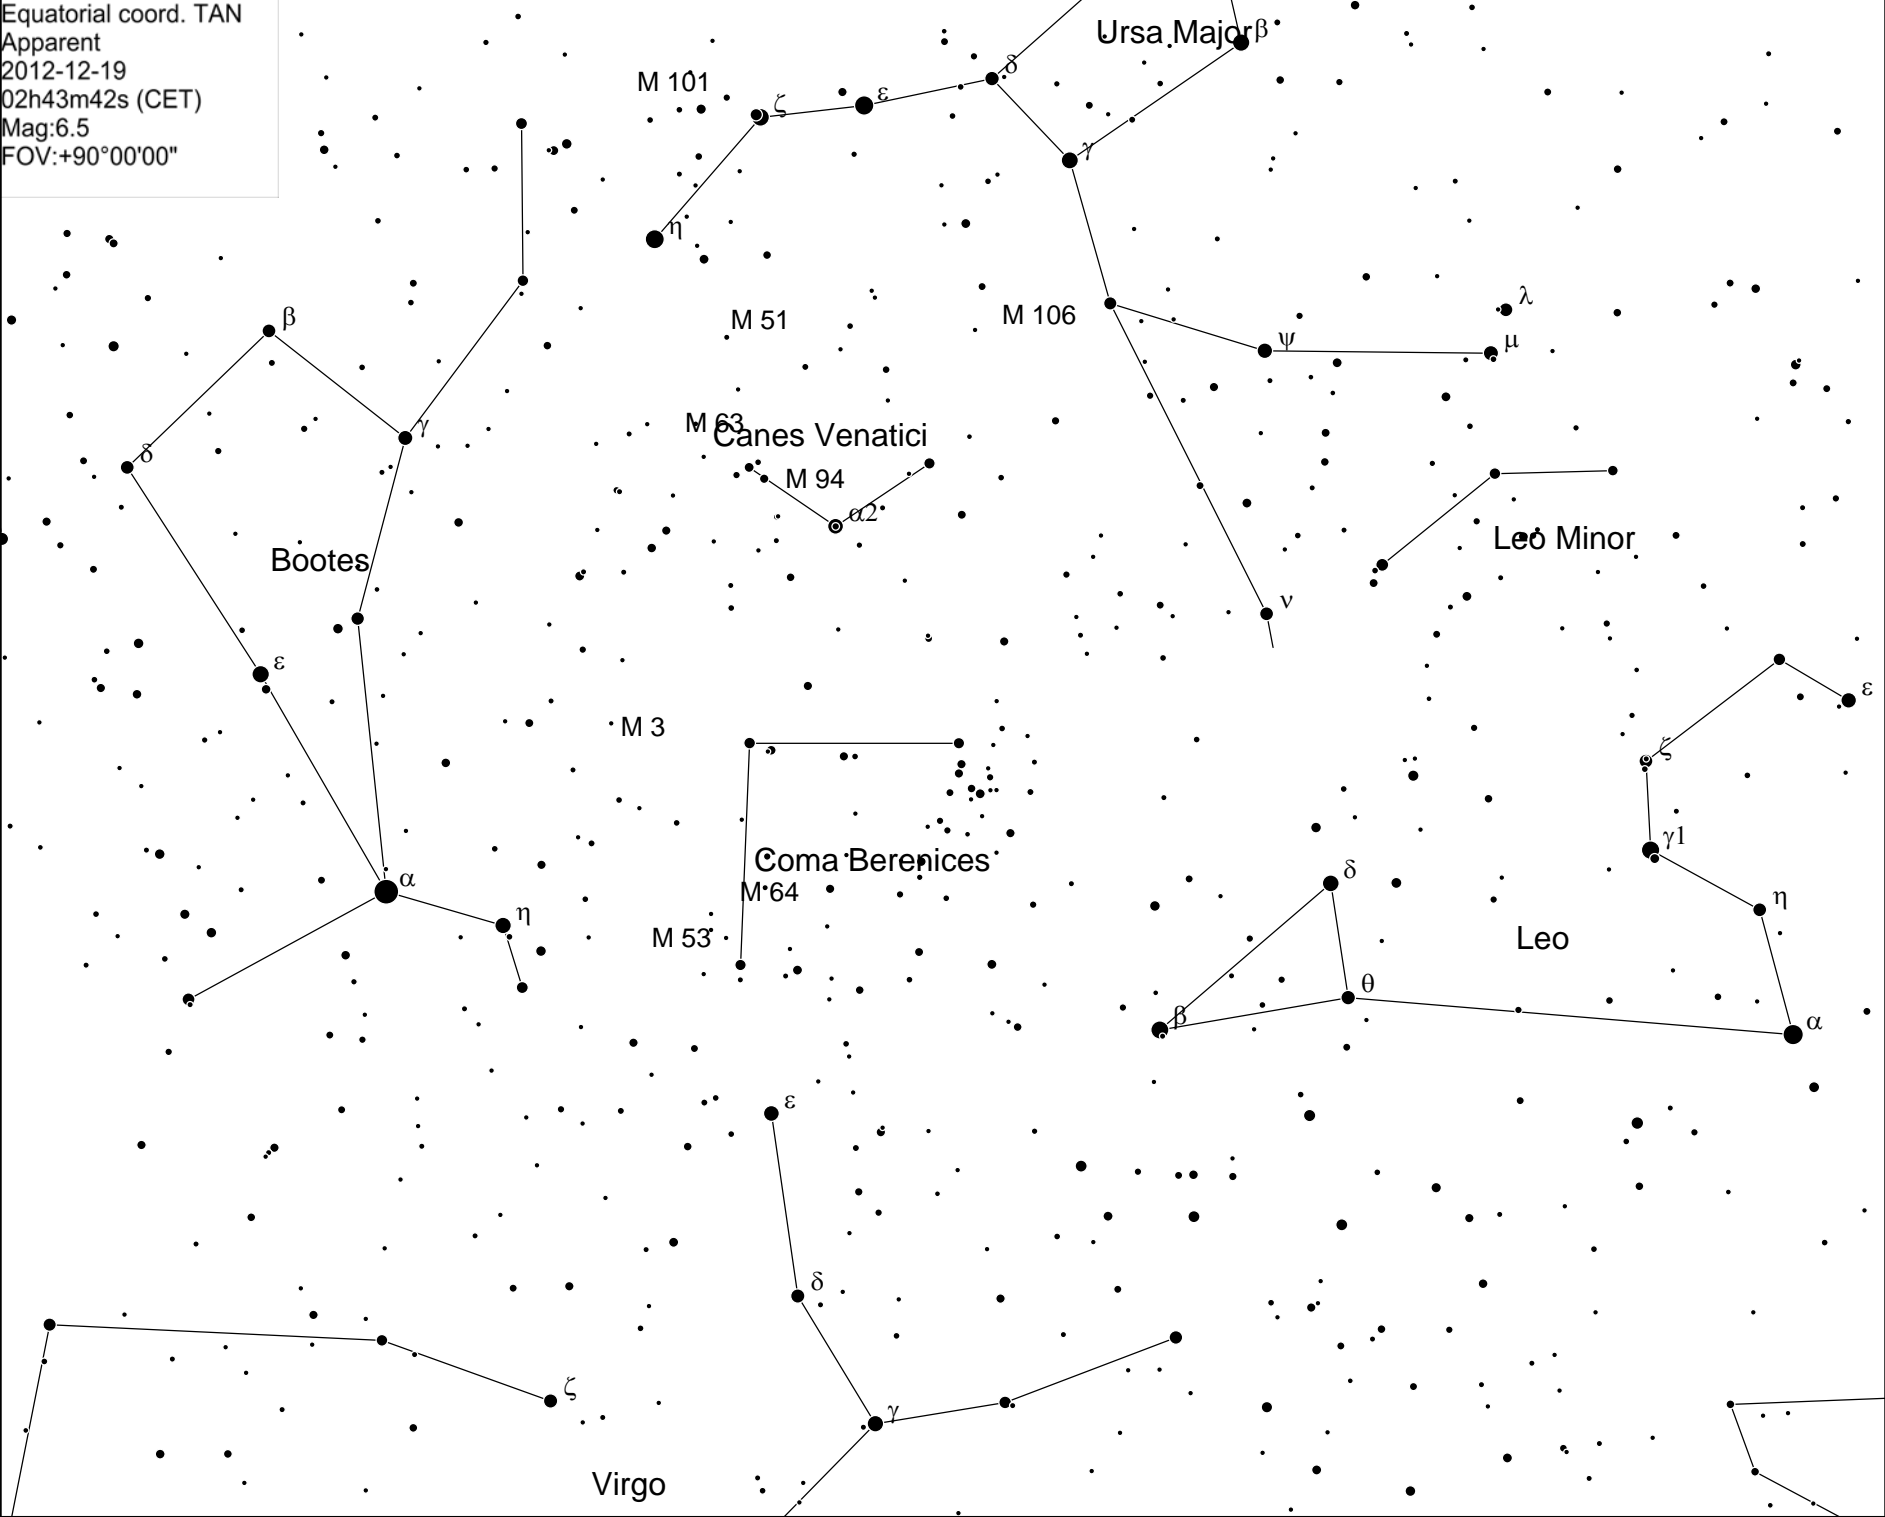 Equatorial coord. TAN
Apparent
2012-12-19
02h43m42s (CET)
Mag:6.5
FOV:+90°00'00"
Ursa Major
β
δ
M 101
ζ
ε
γ
η
λ
M 106
β
M 51
ψ
μ
γ
M 63
Canes Venatici
δ
M 94
α2
Leo Minor
Bootes
ν
ε
ε
M 3
ζ
γ1
Coma Berenices
δ
α
M 64
η
η
M 53
Leo
θ
β
α
ε
δ
ζ
γ
Virgo